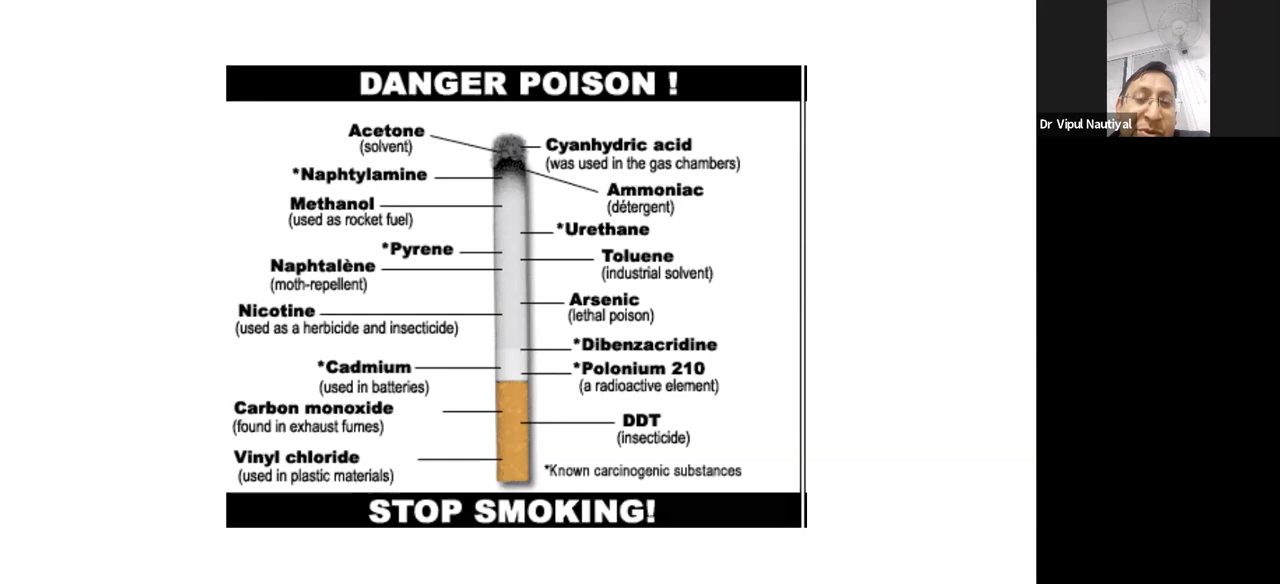 DANGER POISON !
Acetone
(solvent)
*Naphtylamine
Methanol
(used as rocket fuel)
*Pyrene
Naphtalène
(moth-repellent)
Nicotine
(used as a herbicide and insecticide)
*Cadmium
(used in batteries)
Carbon monoxide
(found in exhaust fumes)
Vinyl chloride
(used in plastic materials)
Cyanhydric acid
(was used in the gas chambers)
Ammoniac
(détergent)
*Urethane
Toluene
(industrial solvent)
Arsenic
(lethal poison)
*Dibenzacridine
*Polonium 210
(a radioactive element)
DDT
(insecticide)
*Known carcinogenic substances
STOP SMOKING!
Dr Vipul Nautiyal